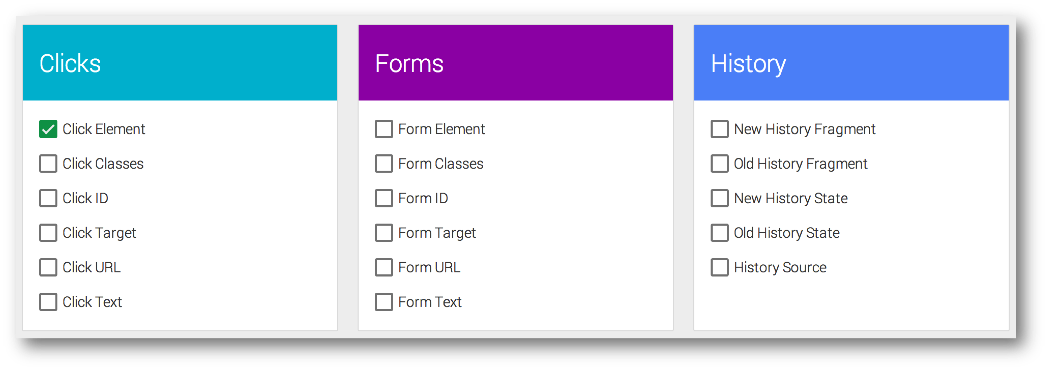 Clicks
Click Element
Click Classes
Click ID
Click Target
Click URL
Click Text
Forms
Form Element
Form Classes
Form ID
Form Target
Form URL
Form Text
History
New History Fragment
Old History Fragment
New History State
Old History State
History Source